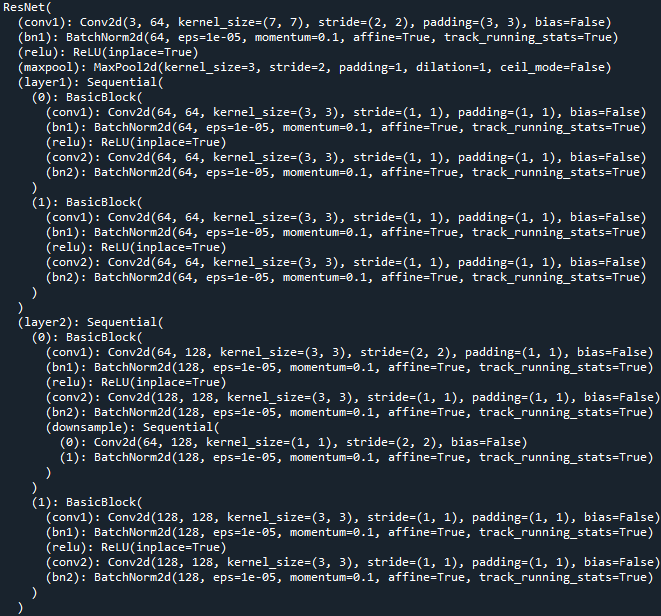 ResNet(
  (conv1): Conv2d(3, 64, kernel_size=(7, 7), stride=(2, 2), padding=(3, 3), bias=False)
  (bn1): BatchNorm2d(64, eps=1e-05, momentum=0.1, affine=True, track_running_stats=True)
  (relu): ReLU(inplace=True)
  (maxpool): MaxPool2d(kernel_size=3, stride=2, padding=1, dilation=1, ceil_mode=False)
  (layer1): Sequential(
    (0): BasicBlock(
      (conv1): Conv2d(64, 64, kernel_size=(3, 3), stride=(1, 1), padding=(1, 1), bias=False)
      (bn1): BatchNorm2d(64, eps=1e-05, momentum=0.1, affine=True, track_running_stats=True)
      (relu): ReLU(inplace=True)
      (conv2): Conv2d(64, 64, kernel_size=(3, 3), stride=(1, 1), padding=(1, 1), bias=False)
      (bn2): BatchNorm2d(64, eps=1e-05, momentum=0.1, affine=True, track_running_stats=True)
    )
    (1): BasicBlock(
      (conv1): Conv2d(64, 64, kernel_size=(3, 3), stride=(1, 1), padding=(1, 1), bias=False)
      (bn1): BatchNorm2d(64, eps=1e-05, momentum=0.1, affine=True, track_running_stats=True)
      (relu): ReLU(inplace=True)
      (conv2): Conv2d(64, 64, kernel_size=(3, 3), stride=(1, 1), padding=(1, 1), bias=False)
      (bn2): BatchNorm2d(64, eps=1e-05, momentum=0.1, affine=True, track_running_stats=True)
    )
  )
  (layer2): Sequential(
    (0): BasicBlock(
      (conv1): Conv2d(64, 128, kernel_size=(3, 3), stride=(2, 2), padding=(1, 1), bias=False)
      (bn1): BatchNorm2d(128, eps=1e-05, momentum=0.1, affine=True, track_running_stats=True)
      (relu): ReLU(inplace=True)
      (conv2): Conv2d(128, 128, kernel_size=(3, 3), stride=(1, 1), padding=(1, 1), bias=False)
      (bn2): BatchNorm2d(128, eps=1e-05, momentum=0.1, affine=True, track_running_stats=True)
      (downsample): Sequential(
        (0): Conv2d(64, 128, kernel_size=(1, 1), stride=(2, 2), bias=False)
        (1): BatchNorm2d(128, eps=1e-05, momentum=0.1, affine=True, track_running_stats=True)
      )
    )
    (1): BasicBlock(
      (conv1): Conv2d(128, 128, kernel_size=(3, 3), stride=(1, 1), padding=(1, 1), bias=False)
      (bn1): BatchNorm2d(128, eps=1e-05, momentum=0.1, affine=True, track_running_stats=True)
      (relu): ReLU(inplace=True)
      (conv2): Conv2d(128, 128, kernel_size=(3, 3), stride=(1, 1), padding=(1, 1), bias=False)
      (bn2): BatchNorm2d(128, eps=1e-05, momentum=0.1, affine=True, track_running_stats=True)
    )
  )